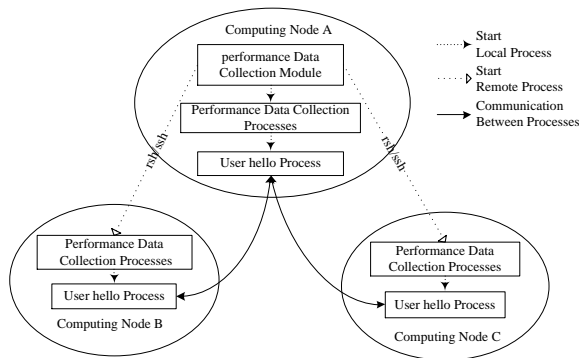 Computing Node A
performance Data
Collection Module
Performance Data Collection
Processes
User hello Process
Start
Local Process
Start
Remote Process
Communication
Between Processes
rsh/ssh
rsh/ssh
Performance Data
Collection Processes
User hello Process
Computing Node B
Performance Data
Collection Processes
User hello Process
Computing Node C